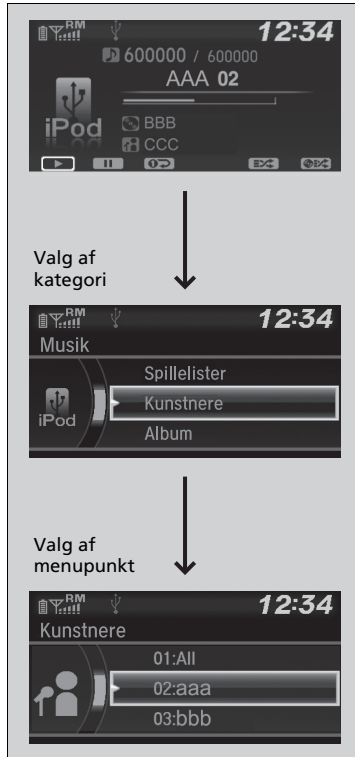 RM 12:34
600000 / 600000
AAA 02
iPod
BBB
CCC
Valg af
kategori
RM 12:34
Musik
Spillelister
Kunstnere
iPod
Album
Valg af
menupunkt
RM 12:34
Kunstnere
01:All
02:aaa
03:bbb